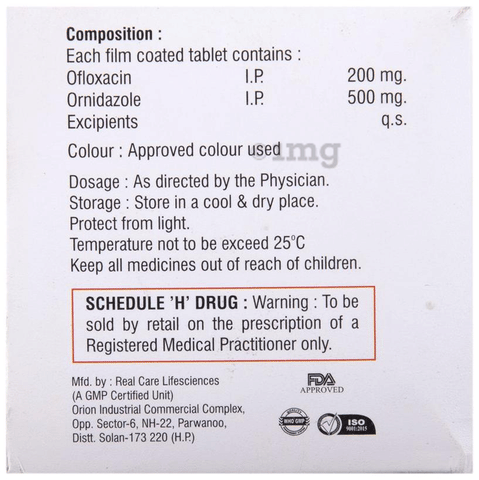 Composition :
Each film coated tablet contains :
Ofloxacin I.P. 200 mg.
Ornidazole I.P. 500 mg.
Excipients q.s.
Colour : Approved colour used
1mg
Dosage : As directed by the Physician.
Storage : Store in a cool & dry place.
Protect from light.
Temperature not to be exceed 25°C
Keep all medicines out of reach of children.
SCHEDULE 'H' DRUG : Warning : To be
sold by retail on the prescription of a
Registered Medical Practitioner only.
Mfd. by : Real Care Lifesciences
(A GMP Certified Unit)
Orion Industrial Commercial Complex,
Opp. Sector-6, NH-22, Parwanoo,
Distt. Solan-173 220 (H.P.)
FDA
APPROVED
WHO GMP
ISO
9001:2015